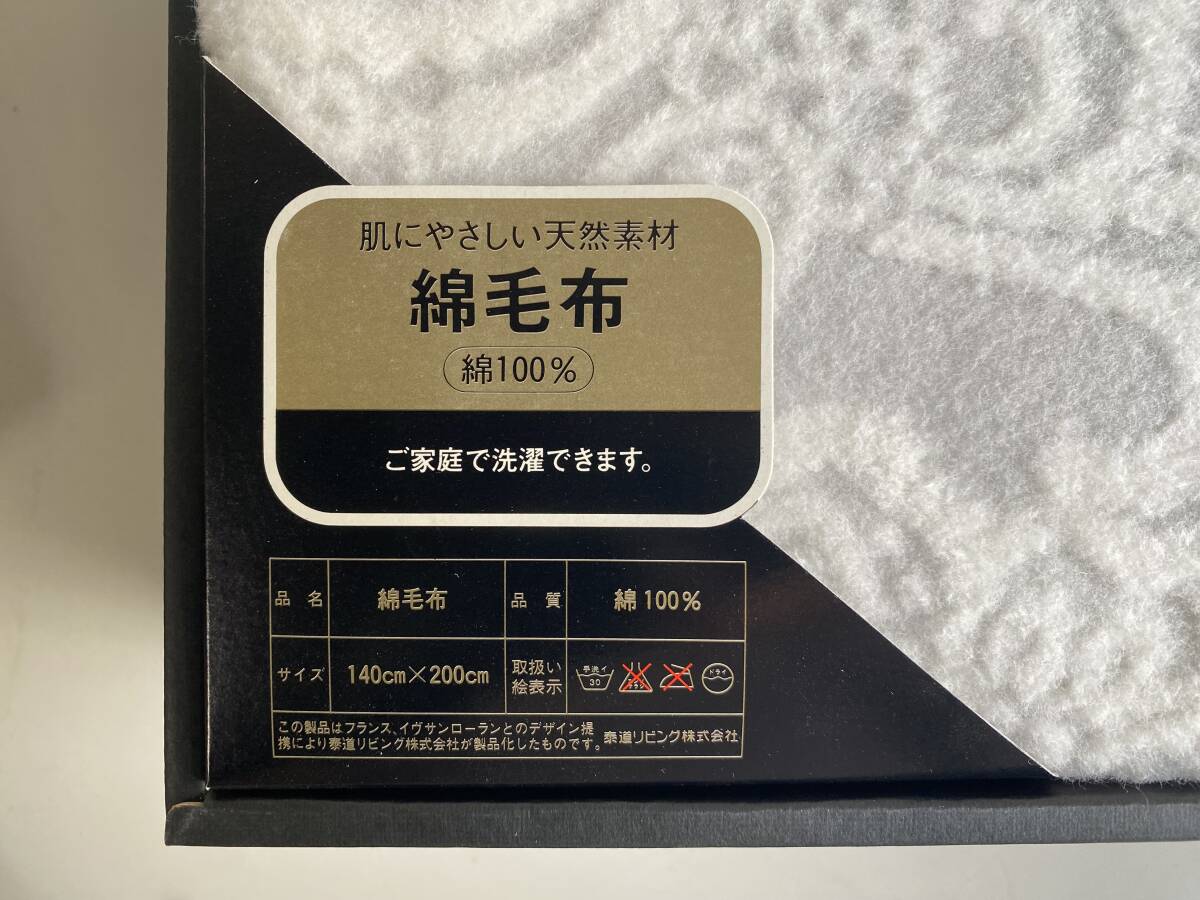 肌にやさしい天然素材
綿毛布
綿100%
ご家庭で洗濯できます。
品名 綿毛布 品質 綿100%
サイズ 140cm×200cm 取扱い
絵表示
手洗イ
30
ドライ
この製品はフランス、イヴサンローランとのデザイン提
携により泰道リビング株式会社が製品化したものです。
泰道リビング株式会社